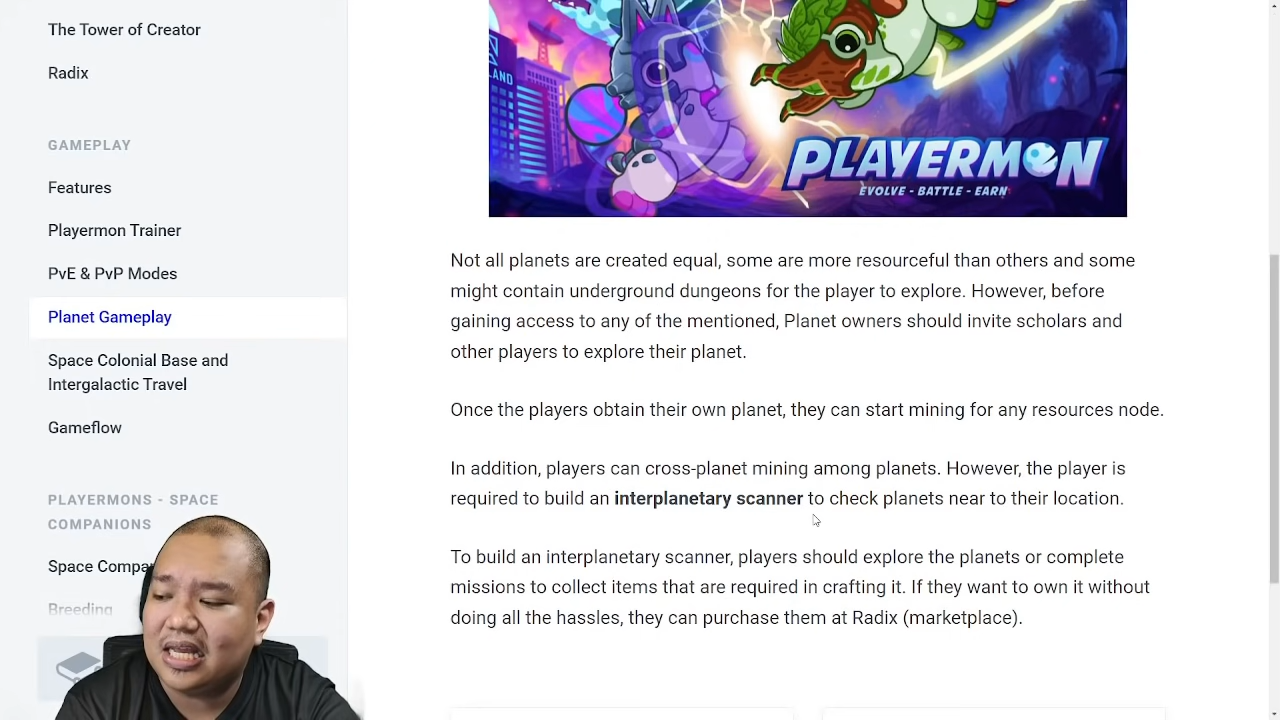 The Tower of Creator
Radix
GAMEPLAY
Features
Playermon Trainer
PvE & PvP Modes
Planet Gameplay
Space Colonial Base and
Intergalactic Travel
Gameflow
PLAYERMONS - SPACE
COMPANIONS
Space Compa
Breeding
LAND
PLAYERMON
EVOLVE - BATTLE - EARN
Not all planets are created equal, some are more resourceful than others and some
might contain underground dungeons for the player to explore. However, before
gaining access to any of the mentioned, Planet owners should invite scholars and
other players to explore their planet.
Once the players obtain their own planet, they can start mining for any resources node.
In addition, players can cross-planet mining among planets. However, the player is
required to build an interplanetary scanner to check planets near to their location.
To build an interplanetary scanner, players should explore the planets or complete
missions to collect items that are required in crafting it. If they want to own it without
doing all the hassles, they can purchase them at Radix (marketplace).